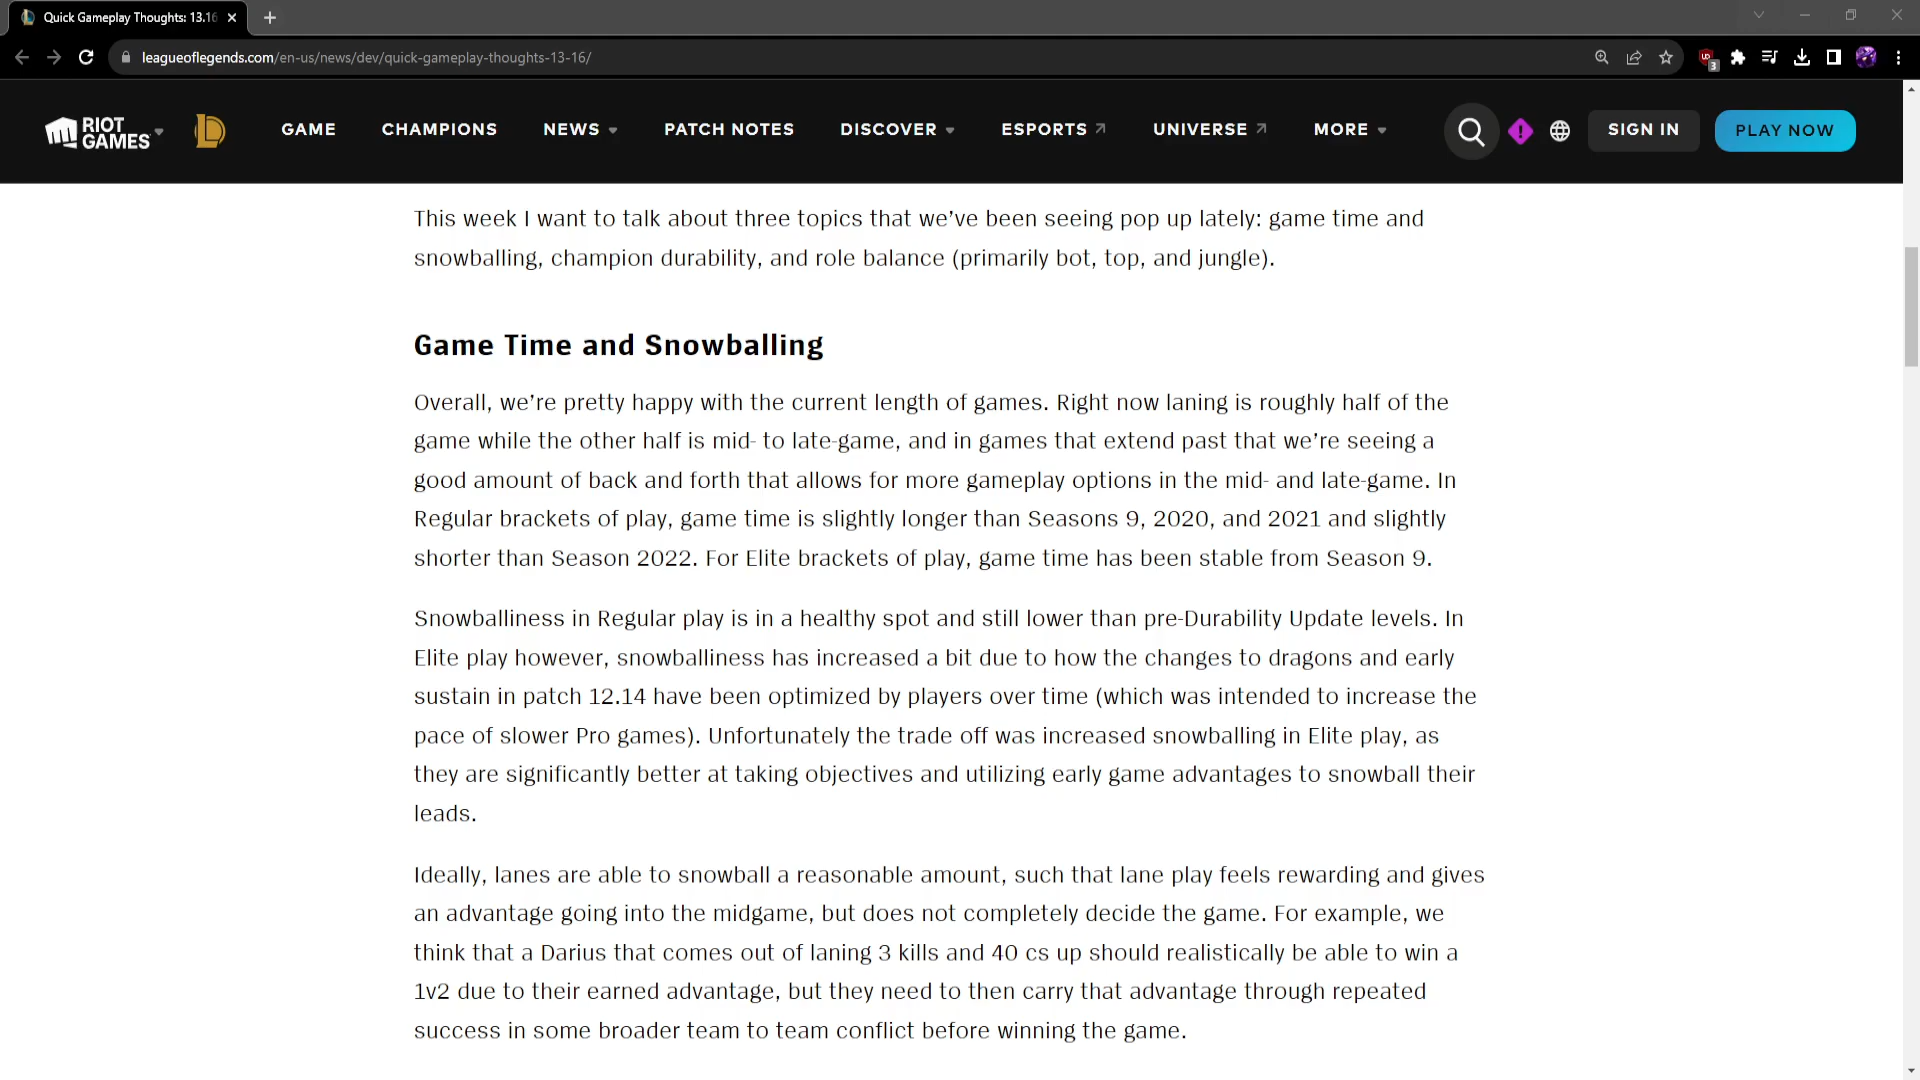 Quick Gameplay Thoughts: 13.16
leagueoflegends.com/en-us/news/dev/quick-gameplay-thoughts-13-16/
3
RIOT GAMES
GAME
CHAMPIONS
NEWS
PATCH NOTES
DISCOVER
ESPORTS
UNIVERSE
MORE
SIGN IN
PLAY NOW
This week I want to talk about three topics that we’ve been seeing pop up lately: game time and
snowballing, champion durability, and role balance (primarily bot, top, and jungle).
Game Time and Snowballing
Overall, we’re pretty happy with the current length of games. Right now laning is roughly half of the
game while the other half is mid- to late-game, and in games that extend past that we’re seeing a
good amount of back and forth that allows for more gameplay options in the mid- and late-game. In
Regular brackets of play, game time is slightly longer than Seasons 9, 2020, and 2021 and slightly
shorter than Season 2022. For Elite brackets of play, game time has been stable from Season 9.
Snowballiness in Regular play is in a healthy spot and still lower than pre-Durability Update levels. In
Elite play however, snowballiness has increased a bit due to how the changes to dragons and early
sustain in patch 12.14 have been optimized by players over time (which was intended to increase the
pace of slower Pro games). Unfortunately the trade off was increased snowballing in Elite play, as
they are significantly better at taking objectives and utilizing early game advantages to snowball their
leads.
Ideally, lanes are able to snowball a reasonable amount, such that lane play feels rewarding and gives
an advantage going into the midgame, but does not completely decide the game. For example, we
think that a Darius that comes out of laning 3 kills and 40 cs up should realistically be able to win a
1v2 due to their earned advantage, but they need to then carry that advantage through repeated
success in some broader team to team conflict before winning the game.